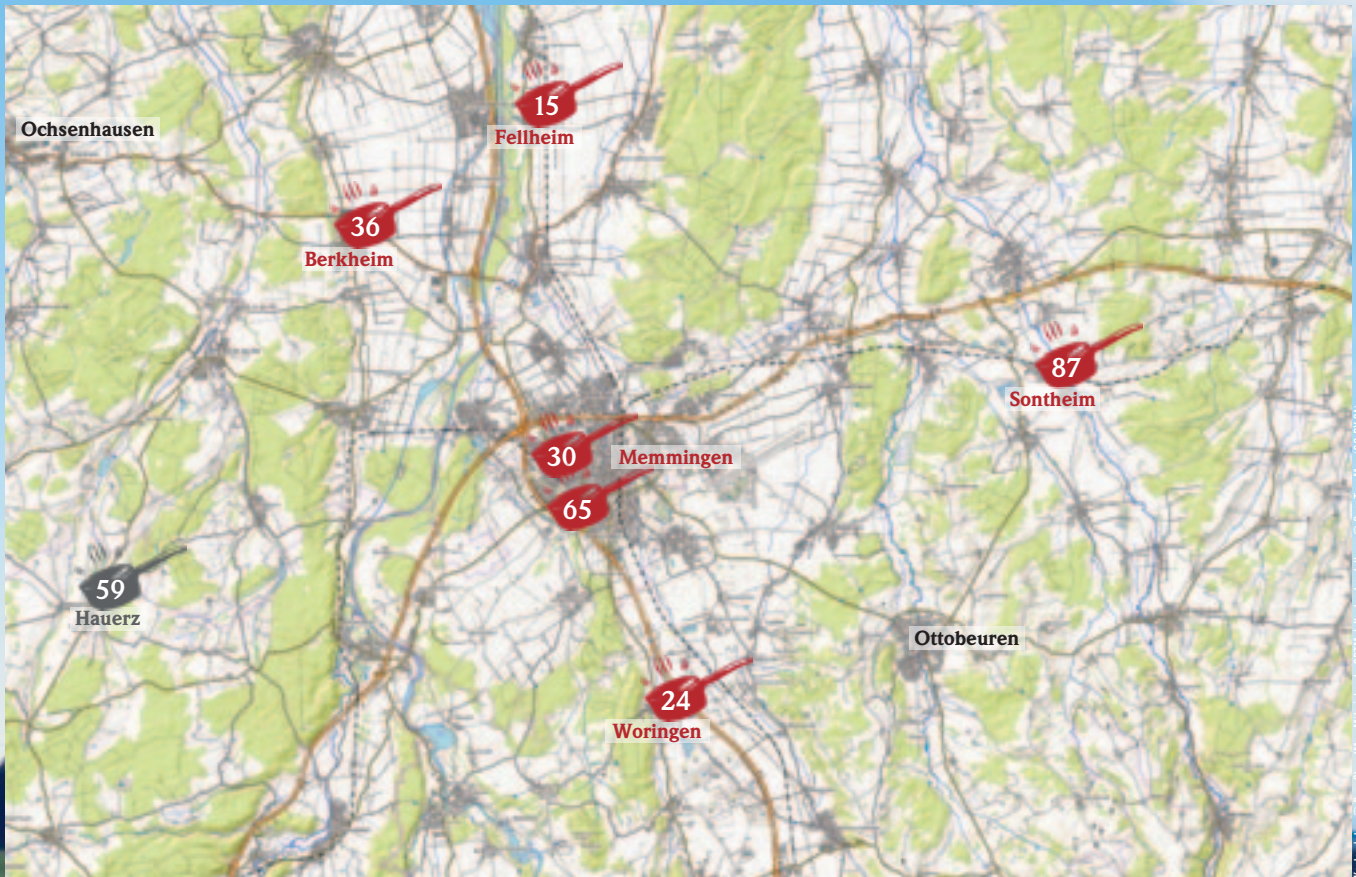 15
Fellheim
Ochsenhausen
36
Berkheim
87
Sontheim
30
Memmingen
65
59
Hauerz
Ottobeuren
24
Woringen